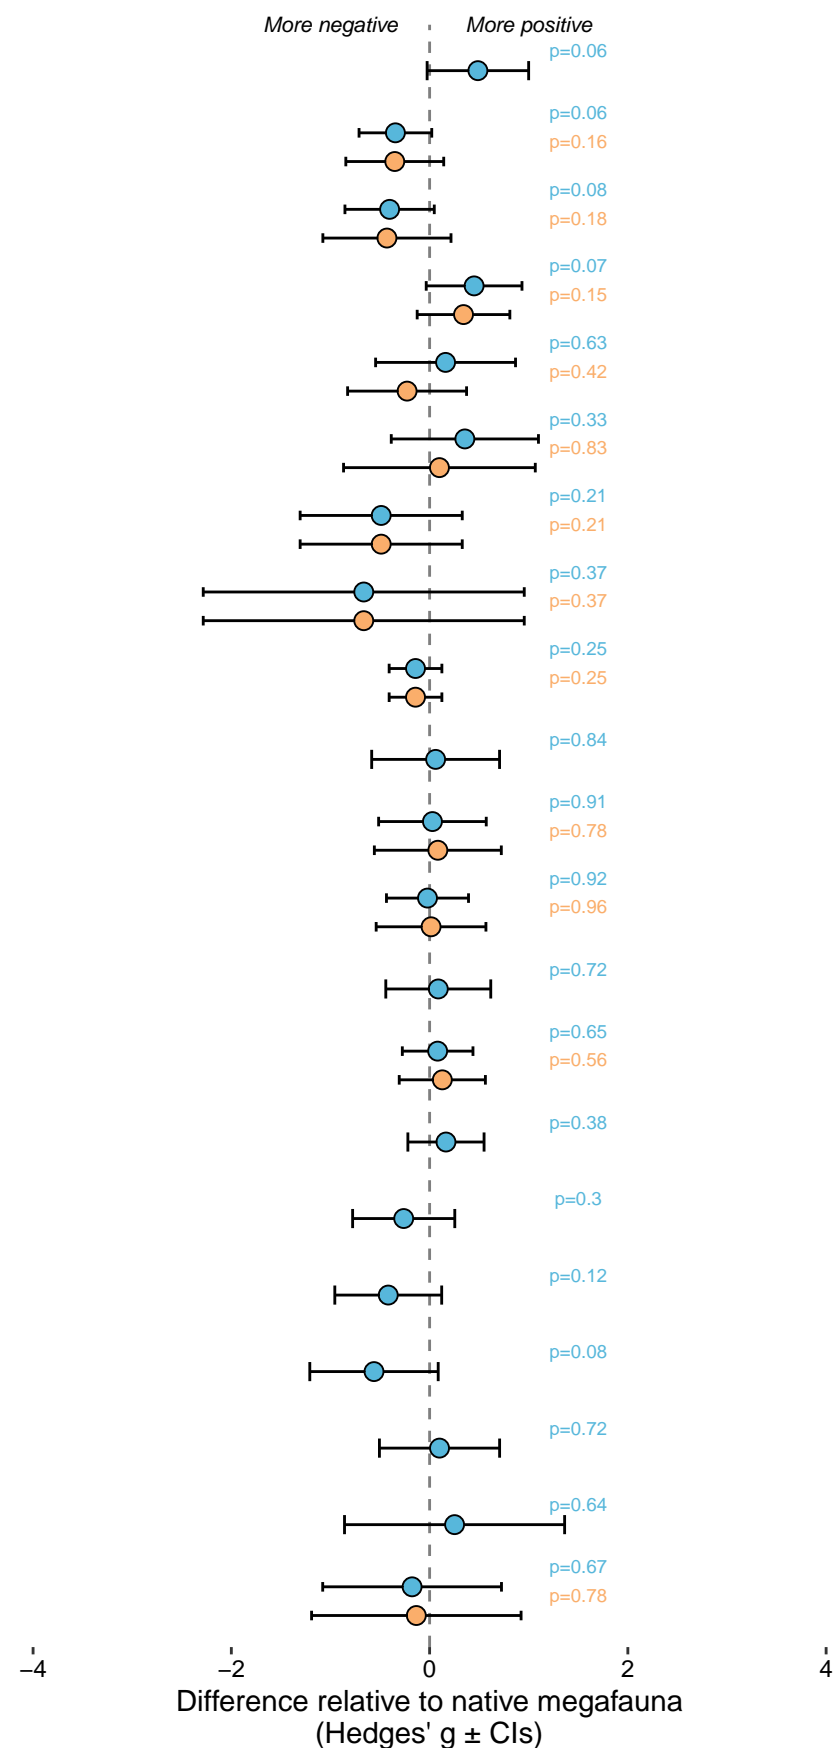 More negative More positive
p=0.06
p=0.06
p=0.16
p=0.08
p=0.18
p=0.07
p=0.15
p=0.63
p=0.42
p=0.33
p=0.83
p=0.21
p=0.21
p=0.37
p=0.37
p=0.25
p=0.25
p=0.84
p=0.91
p=0.78
p=0.92
p=0.96
p=0.72
p=0.65
p=0.56
p=0.38
p=0.3
p=0.12
p=0.08
p=0.72
p=0.64
p=0.67
p=0.78
−4 −2 0 2 4
Difference relative to native megafauna
(Hedges' g ± CIs)